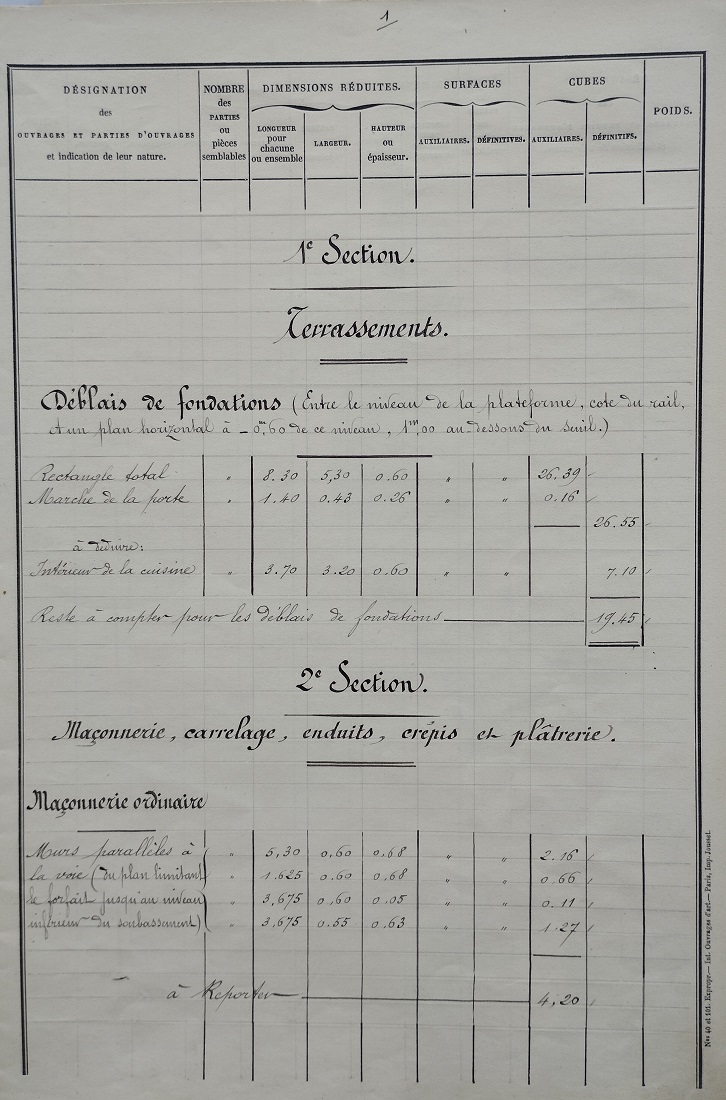 1
DÉSIGNATION
des
OUVRAGES ET PARTIES D'OUVRAGES
et indication de leur nature.
NOMBRE
des
PARTIES
ou
pièces
semblables
DIMENSIONS RÉDUITES.
LONGUEUR
pour
chacune
ou ensemble
LARGEUR.
HAUTEUR
ou
épaisseur.
SURFACES
AUXILIAIRES.
DÉFINITIVES.
CUBES
AUXILIAIRES.
DÉFINITIFS.
POIDS.
1e Section.
Terrassements.
Déblais de fondations (Entre le niveau de la plateforme, cote du rail,
et un plan horizontal à - 0,m60 de ce niveau, 1m,00 au-dessous du seuil.)
Rectangle total " 8.30 5,30 0.60 " " 26.39
Marche de la porte " 1.40 0.43 0.26 " " 0.16
26.55
à déduire:
Intérieur de la cuisine " 3.70 3.20 0.60 " " 7.10
Reste à compter pour les déblais de fondations 19.45
2e Section.
Maçonnerie, carrelage, enduits, crépis et plâtrerie.
Maçonnerie ordinaire
Murs parallèles à " 5,30 0.60 0.68 " " 2.16
la voie (du plan limitant " 1.625 0.60 0.68 " " 0.66
le forfait jusqu'au niveau " 3,675 0,60 0.05 " " 0.11
inférieur du soubassement) " 3,675 0.55 0.63 " " 1.27
à Reporter 4,20
Nos 40 et 101. Exprope.— Int. Ouvrages d'art.— Paris, Imp. Jousset.